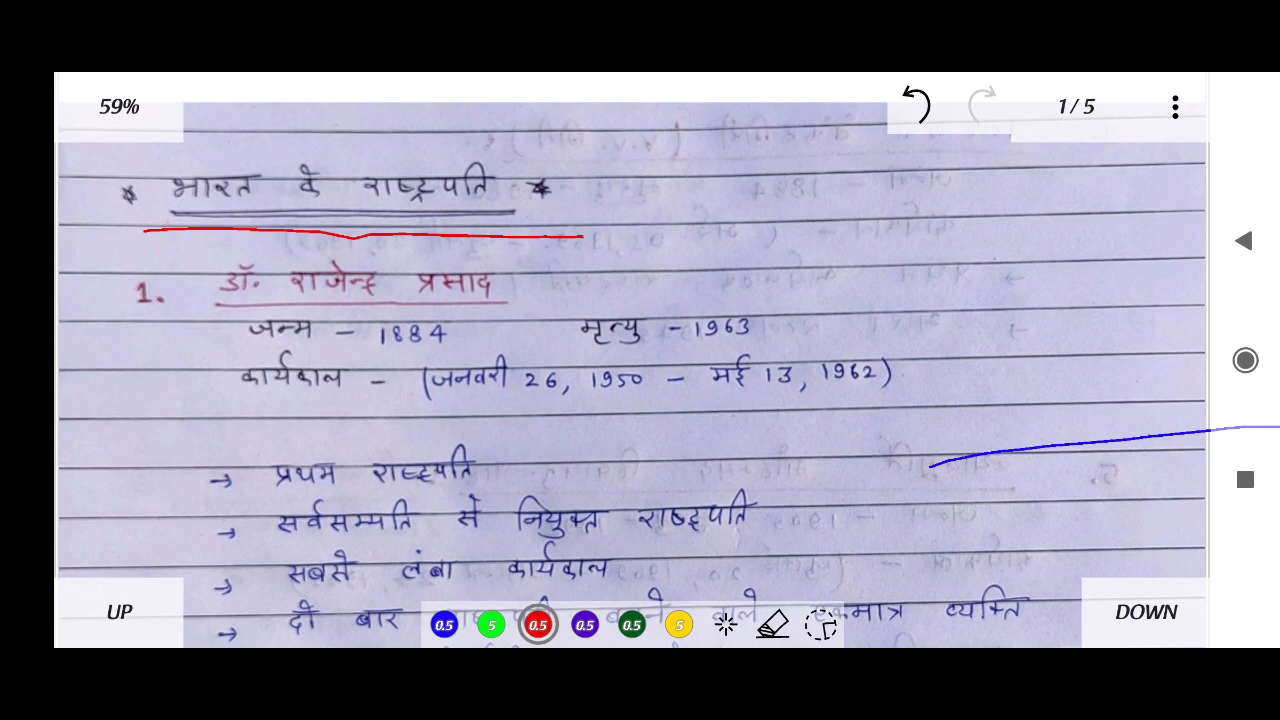 59%
1 / 5
* भारत के राष्ट्रपति *
1. डॉ. राजेन्द्र प्रसाद
जन्म - 1884 मृत्यु - 1963
कार्यकाल - (जनवरी 26, 1950 - मई 13, 1962)
→ प्रथम राष्ट्रपति
→ सर्वसम्मति से नियुक्त राष्ट्रपति
→ सबसे लंबा कार्यकाल
→ दो बार वाले एकमात्र व्यक्ति
UP
0.5 5 0.5 0.5 0.5 5
DOWN